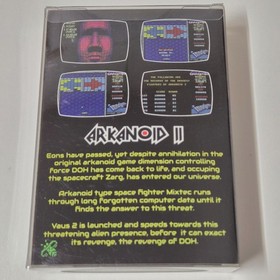 ARKANOID II
Eons have passed, yet despite annihilation in the
original arkanoid game dimension controlling
force DOH has come back to life, and occupying
the spacecraft Zerg, has entered our universe.
Arkanoid type space fighter Mixtec runs
through long forgotten computer data until it
finds the answer to this threat.
Vaus 2 is launched and speeds towards this
threatening alien presence, before it can exact
its revenge, the revenge of DOH.